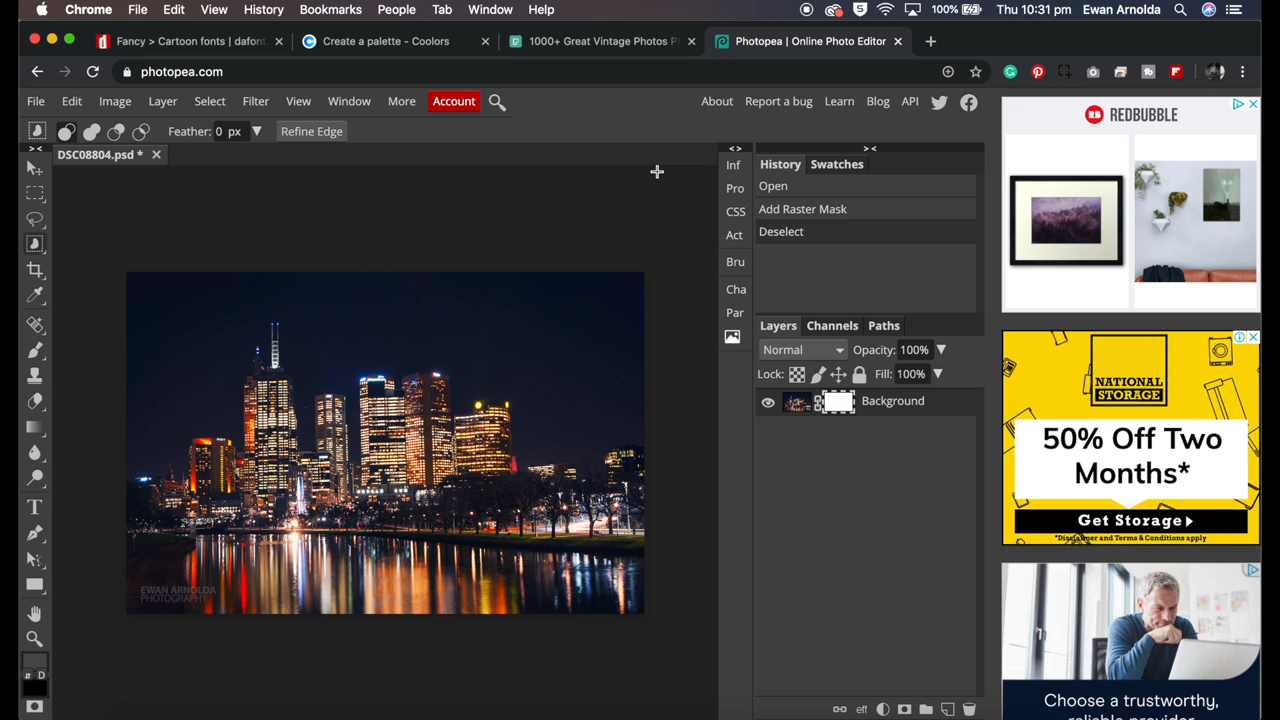 Chrome File Edit View History Bookmarks People Tab Window Help
100% Thu 10:31 pm Ewan Arnolda
Fancy > Cartoon fonts | dafont
Create a palette - Coolors
1000+ Great Vintage Photos P
Photopea | Online Photo Editor
photopea.com
File Edit Image Layer Select Filter View Window More Account
About Report a bug Learn Blog API
Feather: 0 px Refine Edge
DSC08804.psd *
Inf
Pro
CSS
Act
Bru
Cha
Par
History Swatches
Open
Add Raster Mask
Deselect
Layers Channels Paths
Normal Opacity: 100%
Lock: Fill: 100%
Background
eff
D
EWAN ARNOLDA
PHOTOGRAPHY
REDBUBBLE
NATIONAL
STORAGE
50% Off Two
Months*
Get Storage
*Disclaimer and Terms & Conditions apply
Choose a trustworthy,
reliable provider